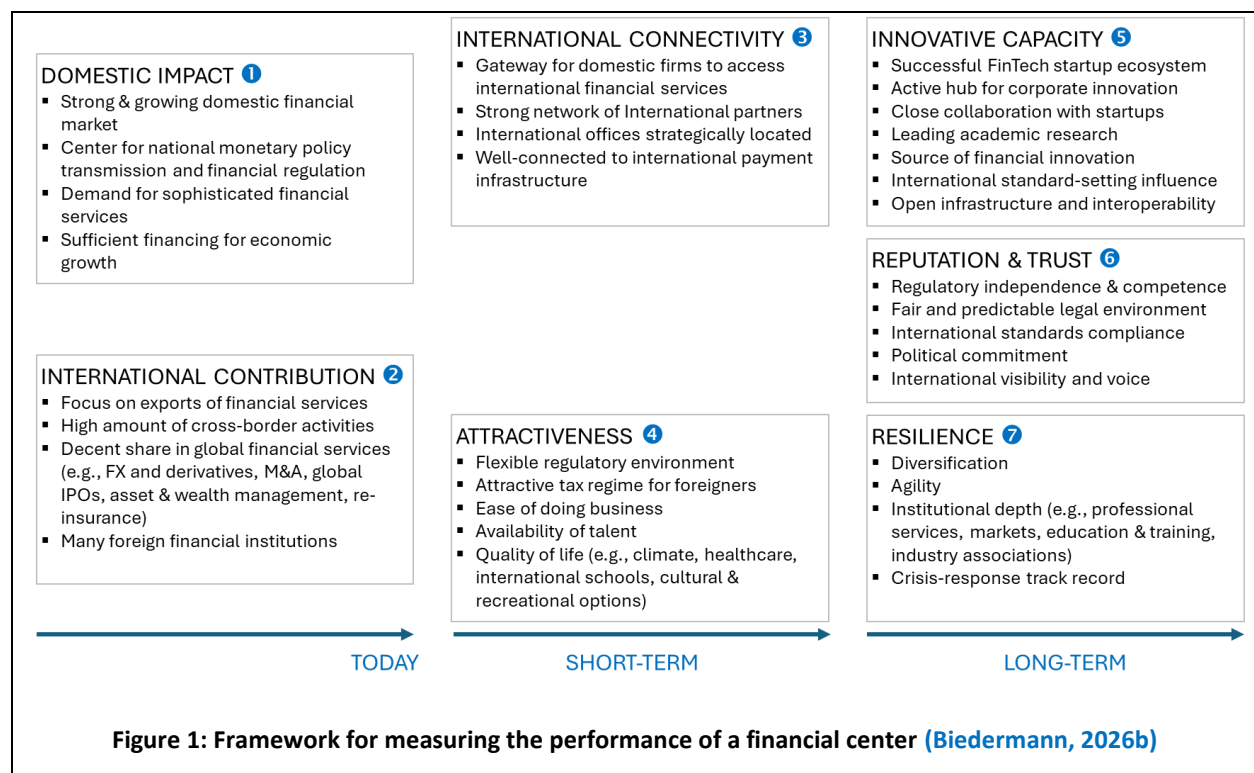 DOMESTIC IMPACT ❶
▪ Strong & growing domestic financial
market
▪ Center for national monetary policy
transmission and financial regulation
▪ Demand for sophisticated financial
services
▪ Sufficient financing for economic
growth
INTERNATIONAL CONTRIBUTION ❷
▪ Focus on exports of financial services
▪ High amount of cross-border activities
▪ Decent share in global financial services
(e.g., FX and derivatives, M&A, global
IPOs, asset & wealth management, re-
insurance)
▪ Many foreign financial institutions
INTERNATIONAL CONNECTIVITY ❸
▪ Gateway for domestic firms to access
international financial services
▪ Strong network of International partners
▪ International offices strategically located
▪ Well-connected to international payment
infrastructure
ATTRACTIVENESS ❹
▪ Flexible regulatory environment
▪ Attractive tax regime for foreigners
▪ Ease of doing business
▪ Availability of talent
▪ Quality of life (e.g., climate, healthcare,
international schools, cultural &
recreational options)
INNOVATIVE CAPACITY ❺
▪ Successful FinTech startup ecosystem
▪ Active hub for corporate innovation
▪ Close collaboration with startups
▪ Leading academic research
▪ Source of financial innovation
▪ International standard-setting influence
▪ Open infrastructure and interoperability
REPUTATION & TRUST ❻
▪ Regulatory independence & competence
▪ Fair and predictable legal environment
▪ International standards compliance
▪ Political commitment
▪ International visibility and voice
RESILIENCE ❼
▪ Diversification
▪ Agility
▪ Institutional depth (e.g., professional
services, markets, education & training,
industry associations)
▪ Crisis-response track record
TODAY
SHORT-TERM
LONG-TERM
Figure 1: Framework for measuring the performance of a financial center (Biedermann, 2026b)